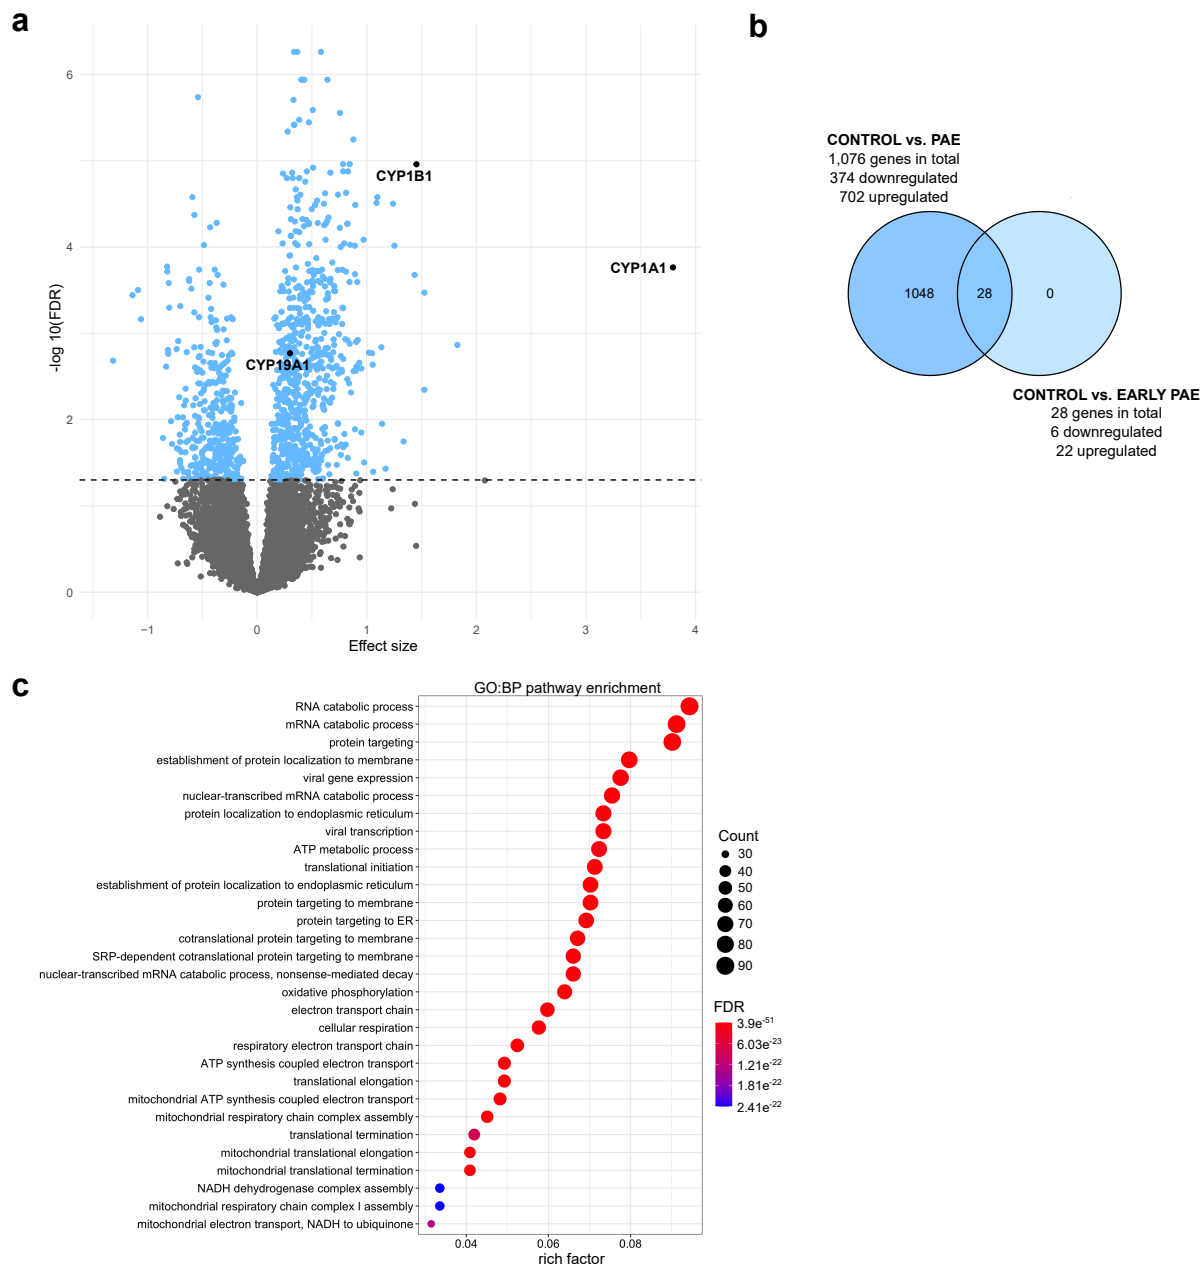 a
6
4
2
0
-log 10(FDR)
CYP1B1
CYP1A1
CYP19A1
−1
0
1
2
3
4
Effect size
b
CONTROL vs. PAE
1,076 genes in total
374 downregulated
702 upregulated
1048
28
0
CONTROL vs. EARLY PAE
28 genes in total
6 downregulated
22 upregulated
c
GO:BP pathway enrichment
RNA catabolic process
mRNA catabolic process
protein targeting
establishment of protein localization to membrane
viral gene expression
nuclear-transcribed mRNA catabolic process
protein localization to endoplasmic reticulum
viral transcription
ATP metabolic process
translational initiation
establishment of protein localization to endoplasmic reticulum
protein targeting to membrane
protein targeting to ER
cotranslational protein targeting to membrane
SRP-dependent cotranslational protein targeting to membrane
nuclear-transcribed mRNA catabolic process, nonsense-mediated decay
oxidative phosphorylation
electron transport chain
cellular respiration
respiratory electron transport chain
ATP synthesis coupled electron transport
translational elongation
mitochondrial ATP synthesis coupled electron transport
mitochondrial respiratory chain complex assembly
translational termination
mitochondrial translational elongation
mitochondrial translational termination
NADH dehydrogenase complex assembly
mitochondrial respiratory chain complex I assembly
mitochondrial electron transport, NADH to ubiquinone
0.04
0.06
0.08
rich factor
Count
30
40
50
60
70
80
90
FDR
3.9e-51
6.03e-23
1.21e-22
1.81e-22
2.41e-22